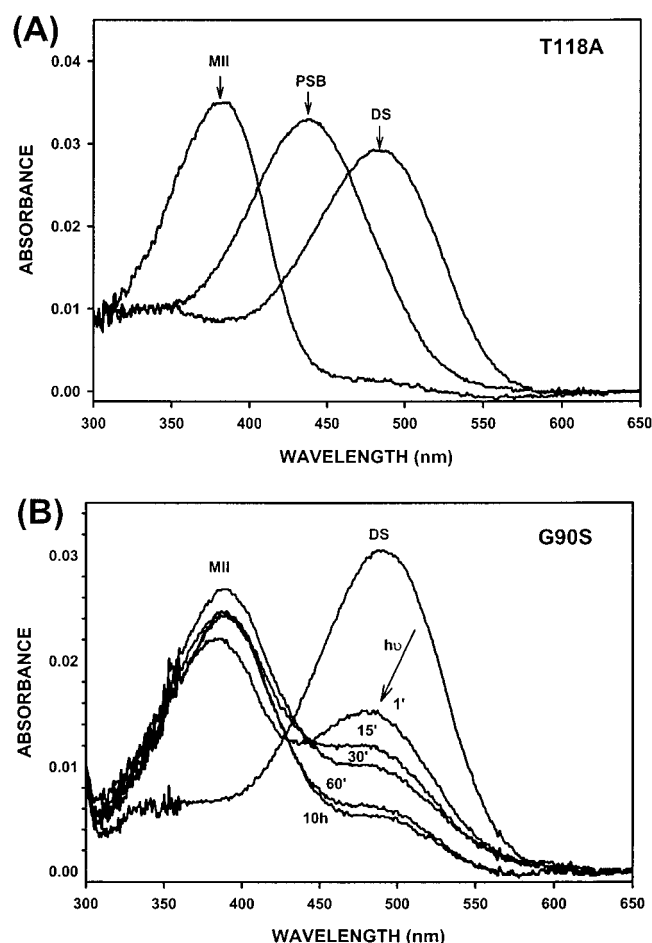 (A)
T118A
MII
PSB
DS
0.04
0.03
0.02
0.01
0.00
ABSORBANCE
300 350 400 450 500 550 600 650
WAVELENGTH (nm)
(B)
G90S
DS
MII
hυ
1'
15'
30'
60'
10h
0.03
0.02
0.01
0.00
ABSORBANCE
300 350 400 450 500 550 600 650
WAVELENGTH (nm)